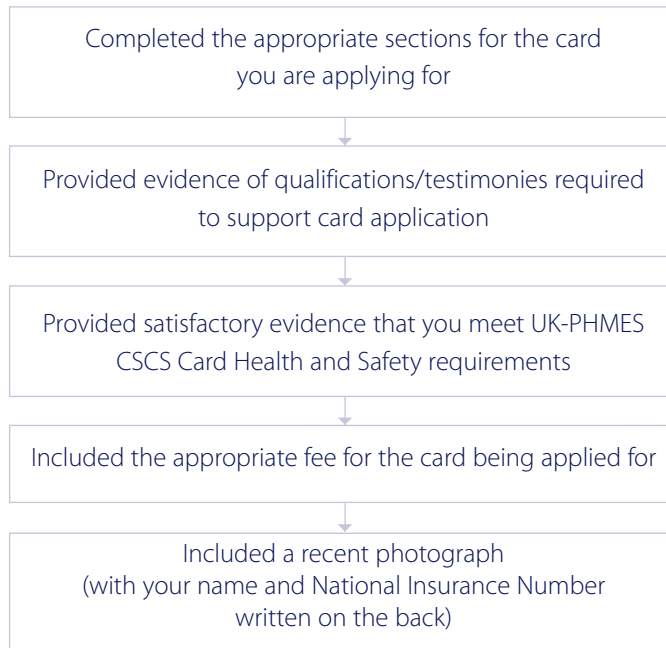 Completed the appropriate sections for the card
you are applying for
Provided evidence of qualifications/testimonies required
to support card application
Provided satisfactory evidence that you meet UK-PHMES
CSCS Card Health and Safety requirements
Included the appropriate fee for the card being applied for
Included a recent photograph
(with your name and National Insurance Number
written on the back)